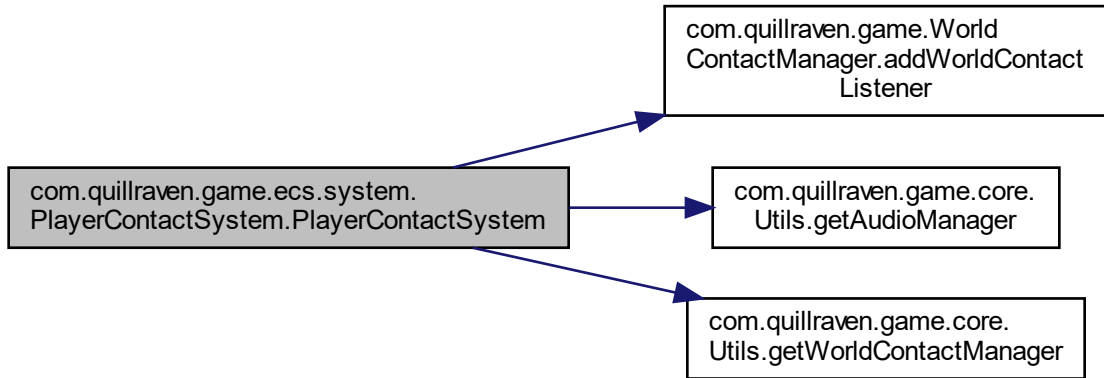 com.quillraven.game.World
ContactManager.addWorldContact
Listener
com.quillraven.game.ecs.system.
PlayerContactSystem.PlayerContactSystem
com.quillraven.game.core.
Utils.getAudioManager
com.quillraven.game.core.
Utils.getWorldContactManager